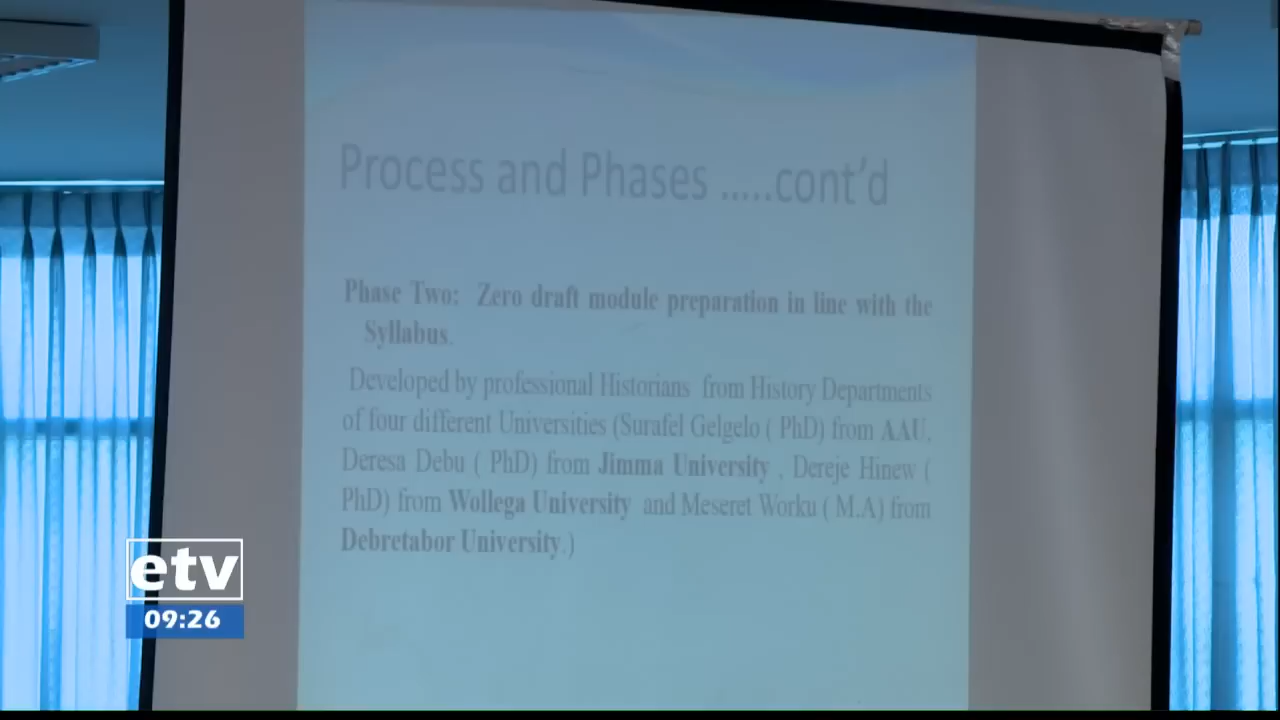 Process and Phases .....cont'd
Phase Two: Zero draft module preparation in line with the
Syllabus.
Developed by professional Historians from History Departments
of four different Universities (Surafel Gelgelo ( PhD) from AAU,
Deresa Debu ( PhD) from Jimma University , Dereje Hinew (
PhD) from Wollega University and Meseret Worku ( M.A) from
Debretabor University.)
etv
09:26